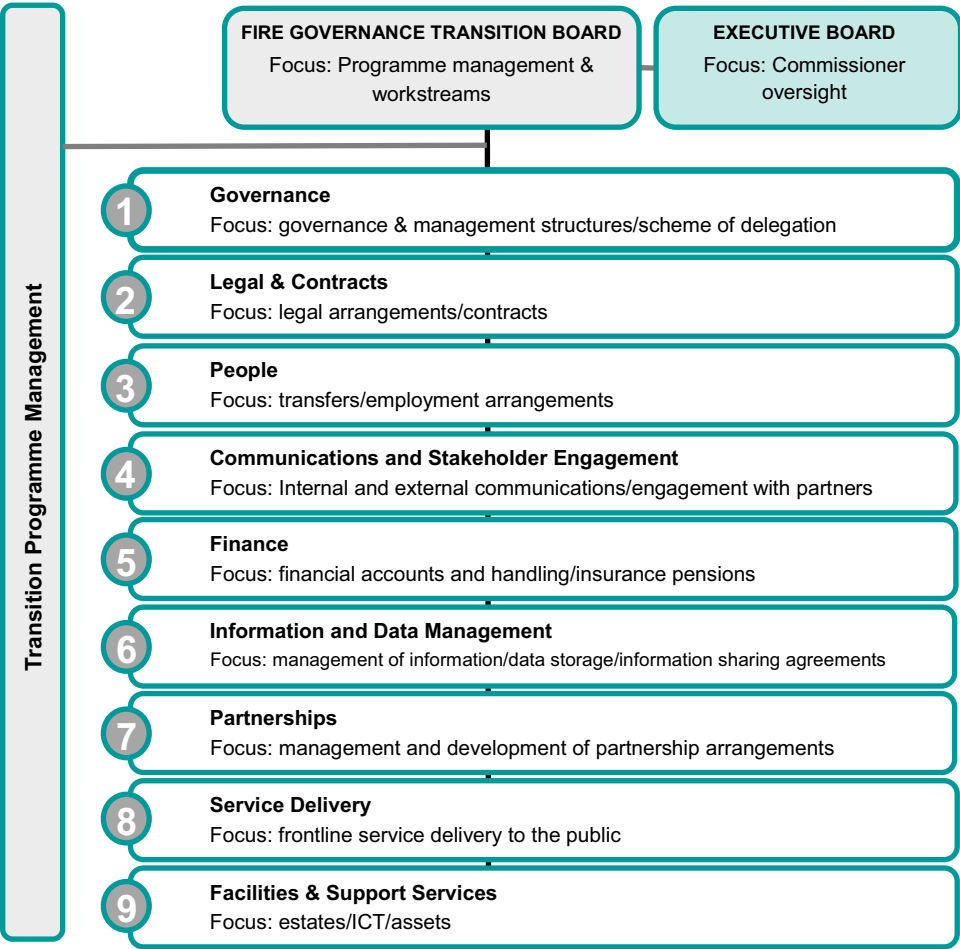 FIRE GOVERNANCE TRANSITION BOARD
Focus: Programme management &
workstreams
EXECUTIVE BOARD
Focus: Commissioner
oversight
Transition Programme Management
1
Governance
Focus: governance & management structures/scheme of delegation
2
Legal & Contracts
Focus: legal arrangements/contracts
3
People
Focus: transfers/employment arrangements
4
Communications and Stakeholder Engagement
Focus: Internal and external communications/engagement with partners
5
Finance
Focus: financial accounts and handling/insurance pensions
6
Information and Data Management
Focus: management of information/data storage/information sharing agreements
7
Partnerships
Focus: management and development of partnership arrangements
8
Service Delivery
Focus: frontline service delivery to the public
9
Facilities & Support Services
Focus: estates/ICT/assets